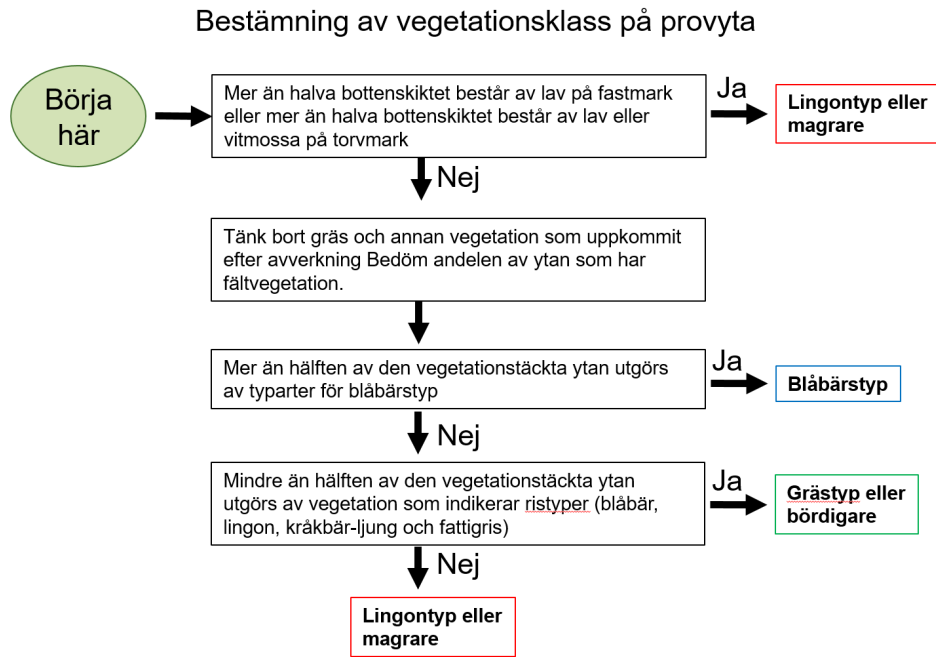 Bestämning av vegetationsklass på provyta
Börja
här
Mer än halva bottenskiktet består av lav på fastmark
eller mer än halva bottenskiktet består av lav eller
vitmossa på torvmark
Ja
Lingontyp eller
magrare
Nej
Tänk bort gräs och annan vegetation som uppkommit
efter avverkning Bedöm andelen av ytan som har
fältvegetation.
Mer än hälften av den vegetationstäckta ytan utgörs
av typarter för blåbärstyp
Ja
Blåbärstyp
Nej
Mindre än hälften av den vegetationstäckta ytan
utgörs av vegetation som indikerar ristyper (blåbär,
lingon, kråkbär-ljung och fattigris)
Ja
Grästyp eller
bördigare
Nej
Lingontyp eller
magrare